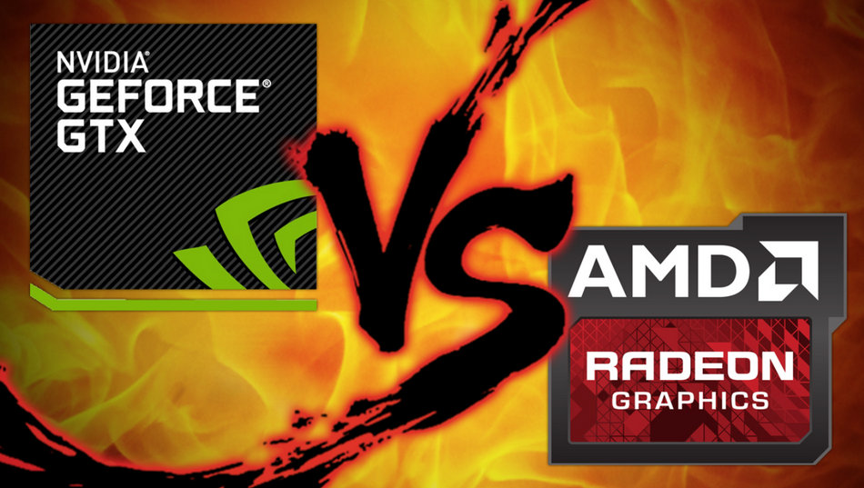 NVIDIA®
GEFORCE®
GTX
VS
AMD
RADEON
GRAPHICS